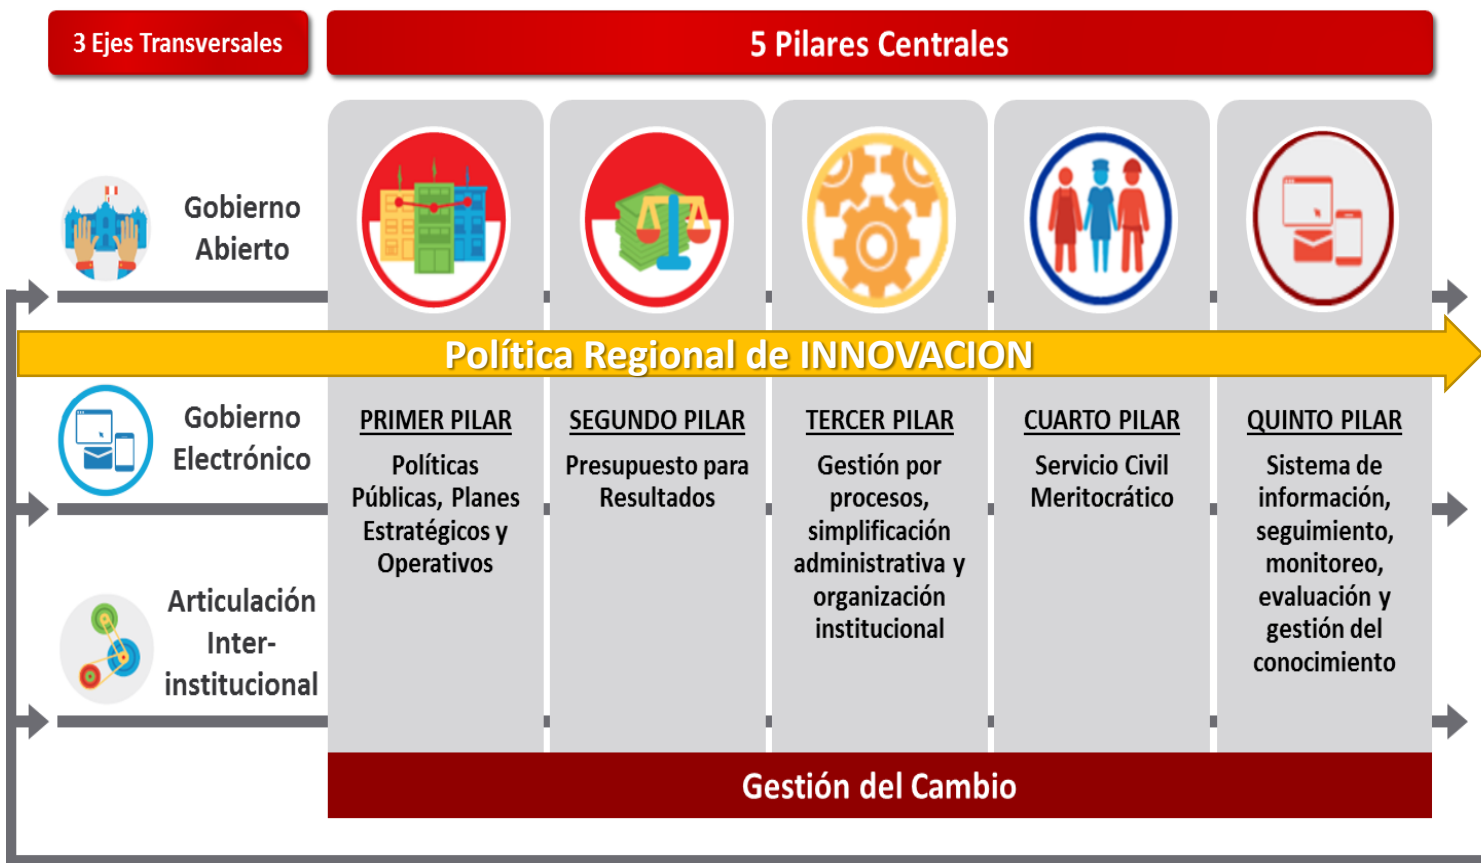 3 Ejes Transversales
5 Pilares Centrales
Gobierno
Abierto
Política Regional de INNOVACION
Gobierno
Electrónico
Articulación
Inter-
institucional
PRIMER PILAR
Políticas
Públicas, Planes
Estratégicos y
Operativos
SEGUNDO PILAR
Presupuesto para
Resultados
TERCER PILAR
Gestión por
procesos,
simplificación
administrativa y
organización
institucional
CUARTO PILAR
Servicio Civil
Meritocrático
QUINTO PILAR
Sistema de
información,
seguimiento,
monitoreo,
evaluación y
gestión del
conocimiento
Gestión del Cambio